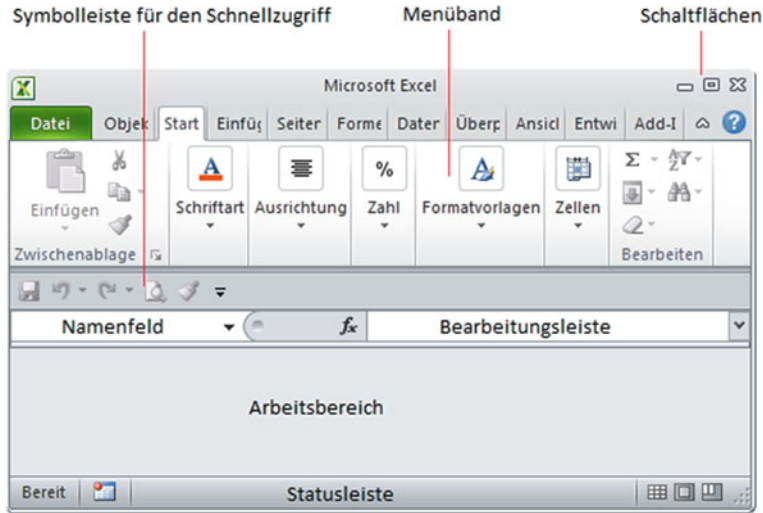 Symbolleiste für den Schnellzugriff Menüband Schaltflächen
Microsoft Excel
Datei Objek Start Einfüg Seiter Forme Dater Überp Ansicl Entwi Add-I
Einfügen Schriftart Ausrichtung % Zahl Formatvorlagen Zellen
Zwischenablage Bearbeiten
Namenfeld fx Bearbeitungsleiste
Arbeitsbereich
Bereit Statusleiste